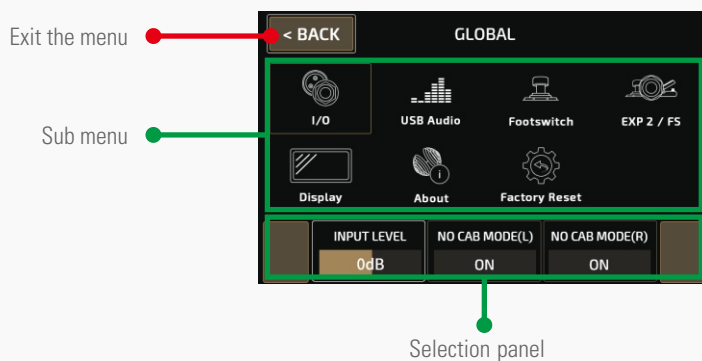 Exit the menu
< BACK
GLOBAL
Sub menu
I/O
USB Audio
Footswitch
EXP 2 / FS
Display
About
Factory Reset
INPUT LEVEL
NO CAB MODE(L)
NO CAB MODE(R)
0dB
ON
ON
Selection panel